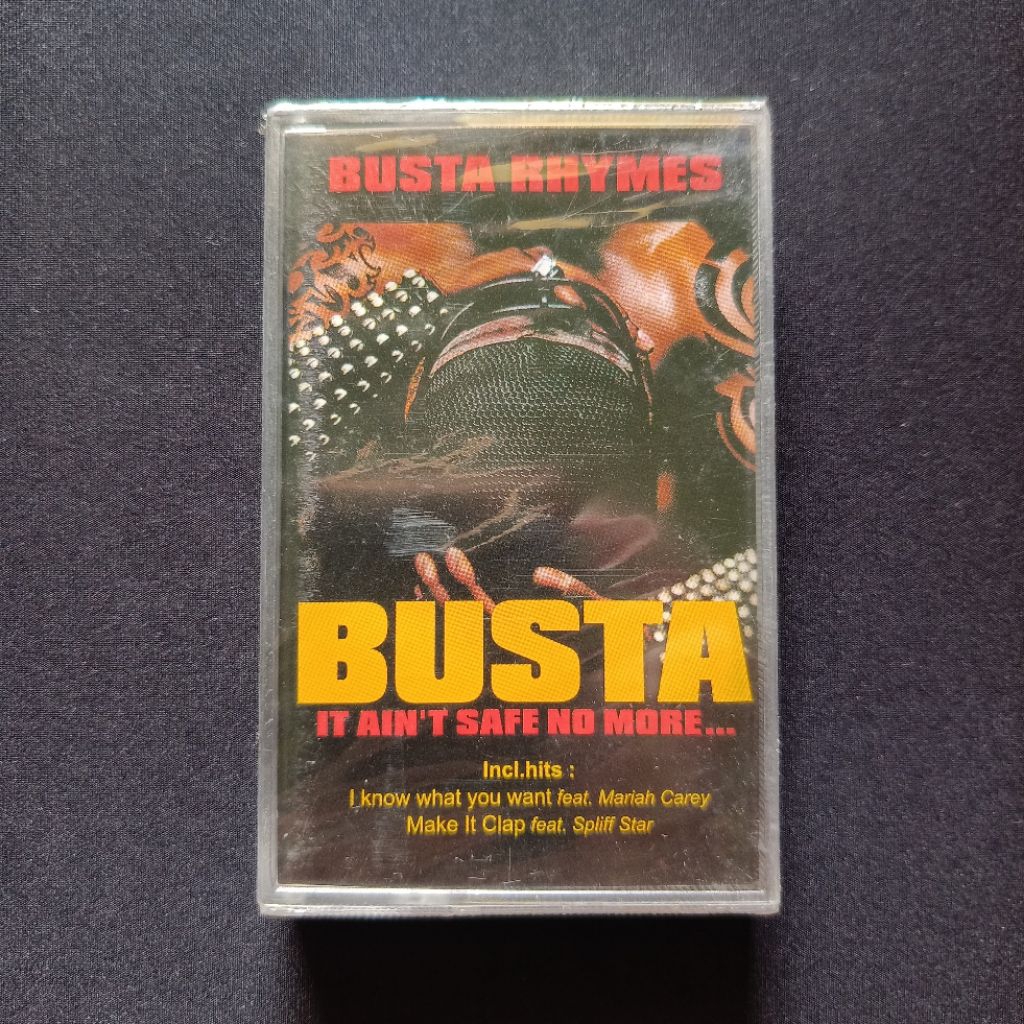 BUSTA RHYMES
BUSTA
IT AIN'T SAFE NO MORE...
Incl.hits :
I know what you want feat. Mariah Carey
Make It Clap feat. Spliff Star